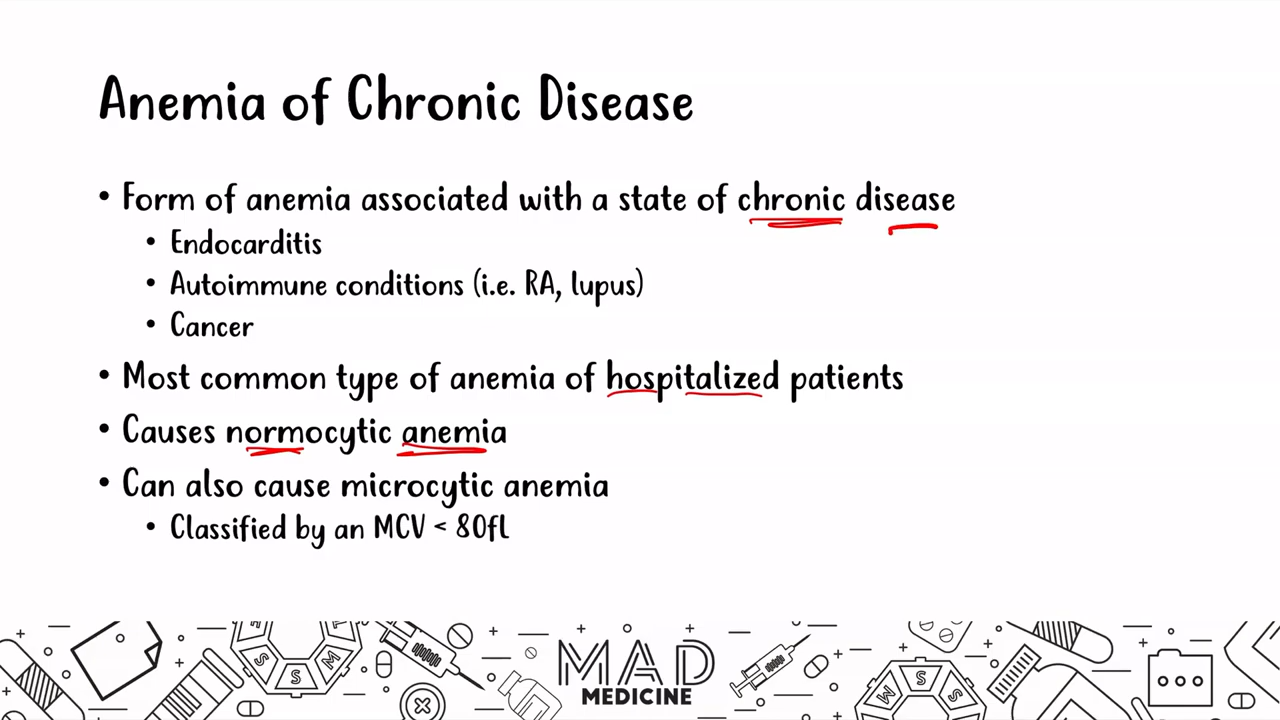 Anemia of Chronic Disease
• Form of anemia associated with a state of chronic disease
• Endocarditis
• Autoimmune conditions (i.e. RA, lupus)
• Cancer
• Most common type of anemia of hospitalized patients
• Causes normocytic anemia
• Can also cause microcytic anemia
• Classified by an MCV < 80fL
MAD
MEDICINE
S S M
M S S